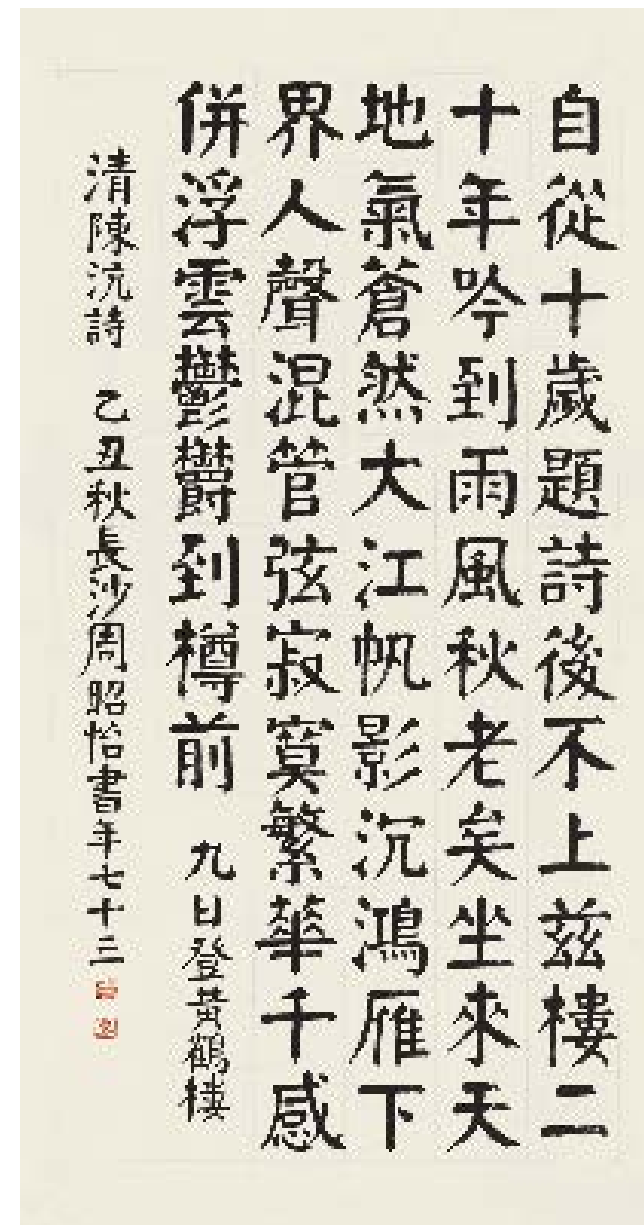 自從十歲題詩後不上茲樓二
十年吟到雨風秋老矣坐來天
地氣蒼然大江帆影沉鴻雁下
界人聲混管弦寂寞繁華千感
併浮雲鬱鬱到樽前 九日登黃鶴樓
清陳沆詩 乙丑秋長沙周昭怡書年七十三